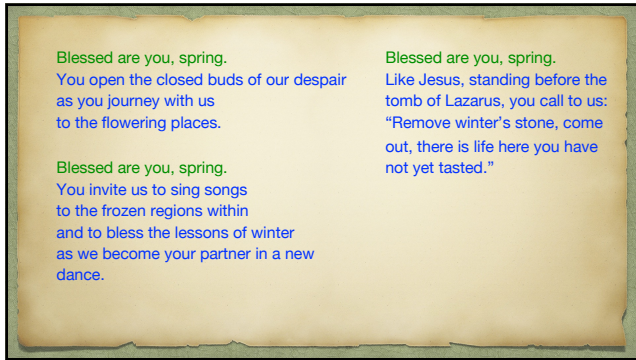 Blessed are you, spring.
You open the closed buds of our despair
as you journey with us
to the flowering places.
Blessed are you, spring.
You invite us to sing songs
to the frozen regions within
and to bless the lessons of winter
as we become your partner in a new
dance.
Blessed are you, spring.
Like Jesus, standing before the
tomb of Lazarus, you call to us:
“Remove winter’s stone, come
out, there is life here you have
not yet tasted.”